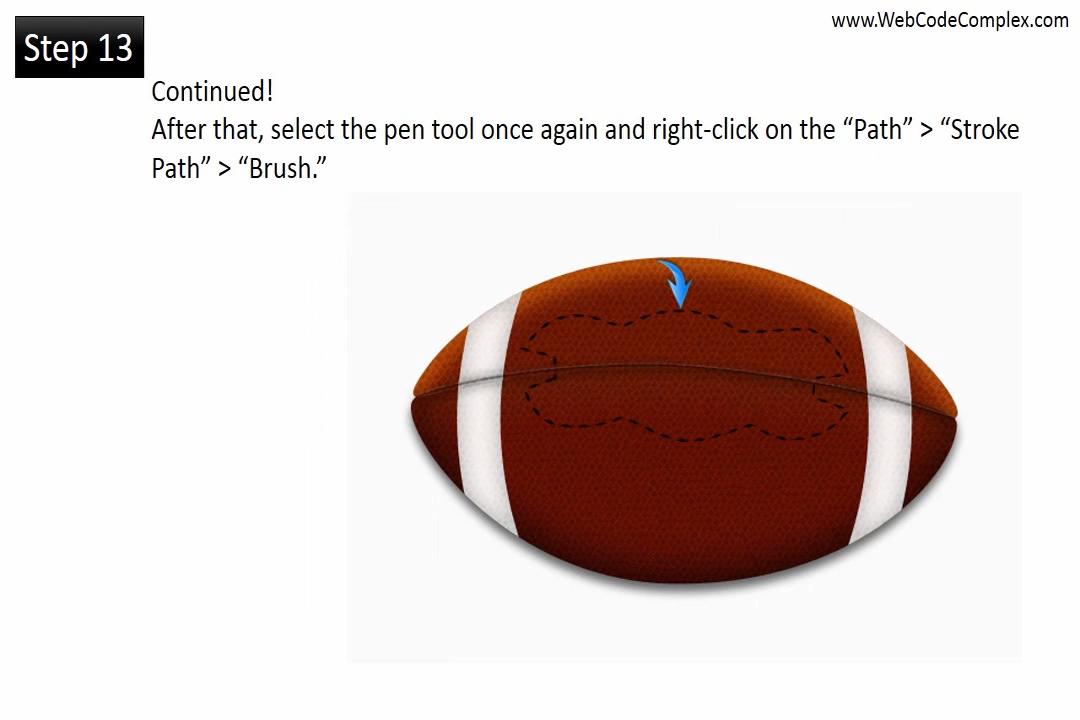 www.WebCodeComplex.com
Step 13
Continued!
After that, select the pen tool once again and right-click on the “Path” > “Stroke
Path” > “Brush.”